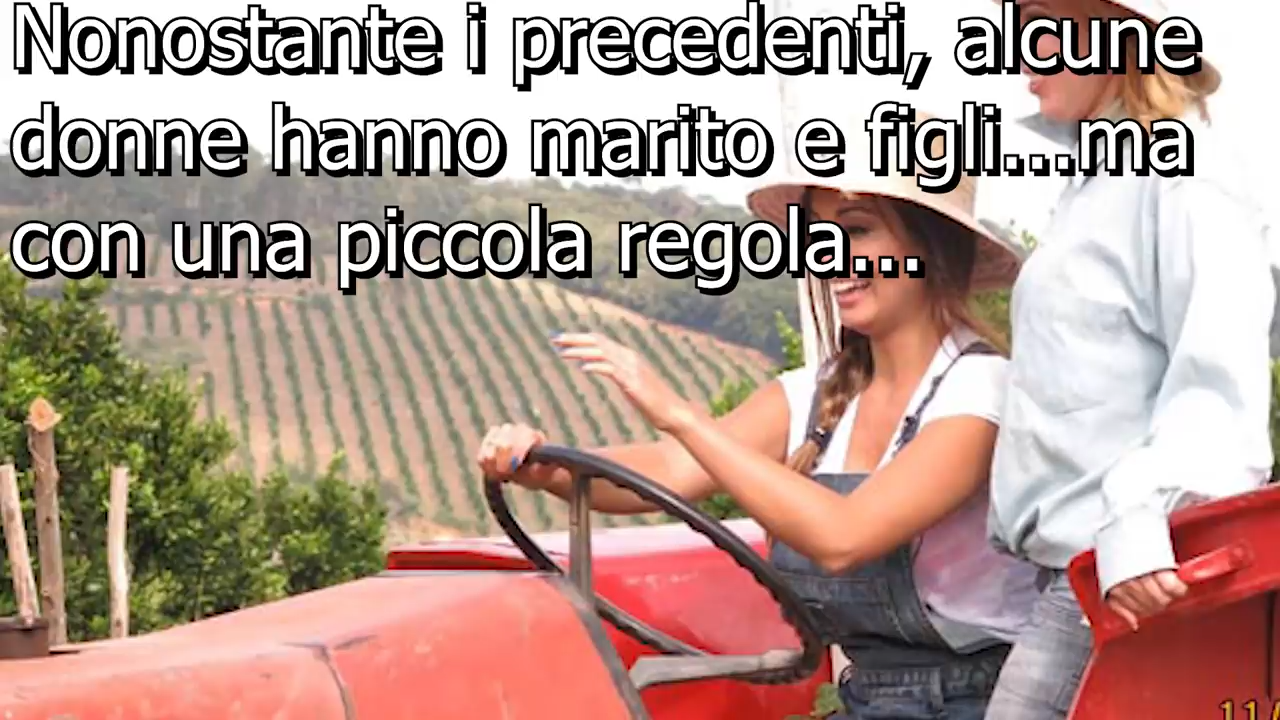 Nonostante i precedenti, alcune
donne hanno marito e figli...ma
con una piccola regola...